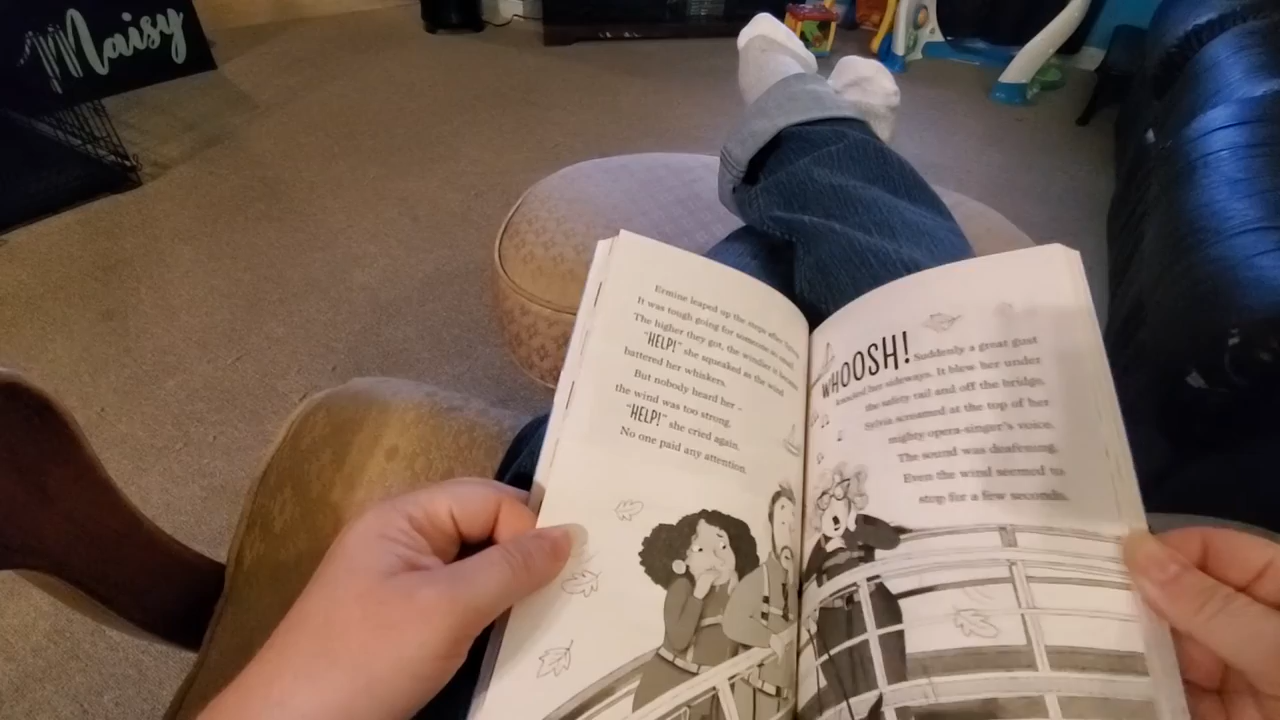 Maisy
Ermine leaped up the steps after
It was tough going for someone so small.
The higher they got, the windier it became
"HELP!" she squeaked as the wind
battered her whiskers.
But nobody heard her –
the wind was too strong.
"HELP!" she cried again.
No one paid any attention.
WHOOSH! Suddenly a great gust
knocked her sideways. It blew her under
the safety rail and off the bridge.
Sylvia screamed at the top of her
mighty opera-singer's voice.
The sound was deafening.
Even the wind seemed to
stop for a few seconds.